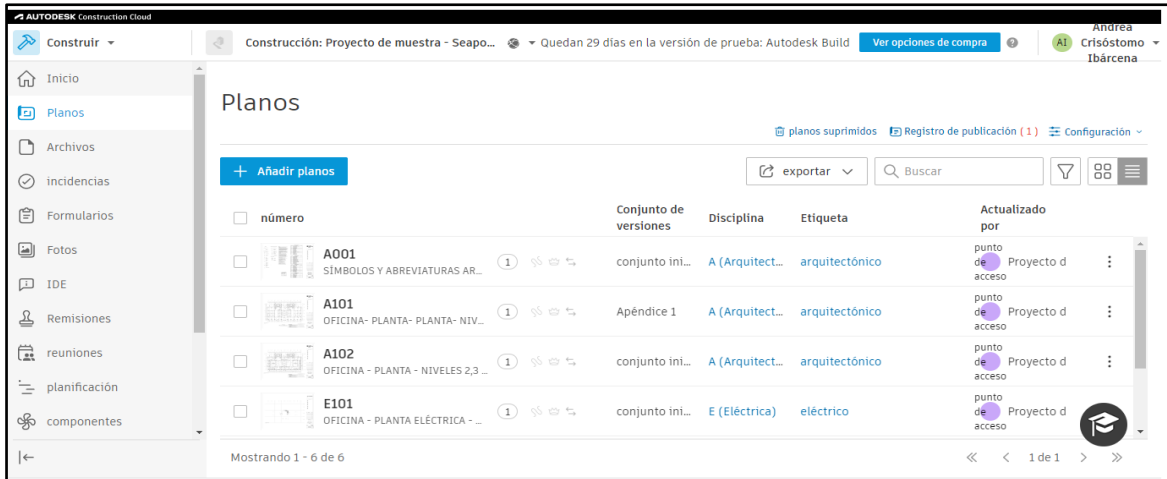 AUTODESK Construction Cloud
Construir
Construcción: Proyecto de muestra - Seapo...
Quedan 29 días en la versión de prueba: Autodesk Build
Ver opciones de compra
AI
Andrea
Crisóstomo
Ibárcena
Inicio
Planos
Archivos
incidencias
Formularios
Fotos
IDE
Remisiones
reuniones
planificación
componentes
Planos
planos suprimidos
Registro de publicación ( 1 )
Configuración
+ Añadir planos
exportar
Buscar
número
Conjunto de
versiones
Disciplina
Etiqueta
Actualizado
por
A001
SÍMBOLOS Y ABREVIATURAS AR...
1
conjunto ini...
A (Arquitect...
arquitectónico
punto
de
acceso
Proyecto d
A101
OFICINA- PLANTA- PLANTA- NIV...
1
Apéndice 1
A (Arquitect...
arquitectónico
punto
de
acceso
Proyecto d
A102
OFICINA - PLANTA - NIVELES 2,3 ...
1
conjunto ini...
A (Arquitect...
arquitectónico
punto
de
acceso
Proyecto d
E101
OFICINA - PLANTA ELÉCTRICA - ...
1
conjunto ini...
E (Eléctrica)
eléctrico
punto
de
acceso
Proyecto d
Mostrando 1 - 6 de 6
1 de 1